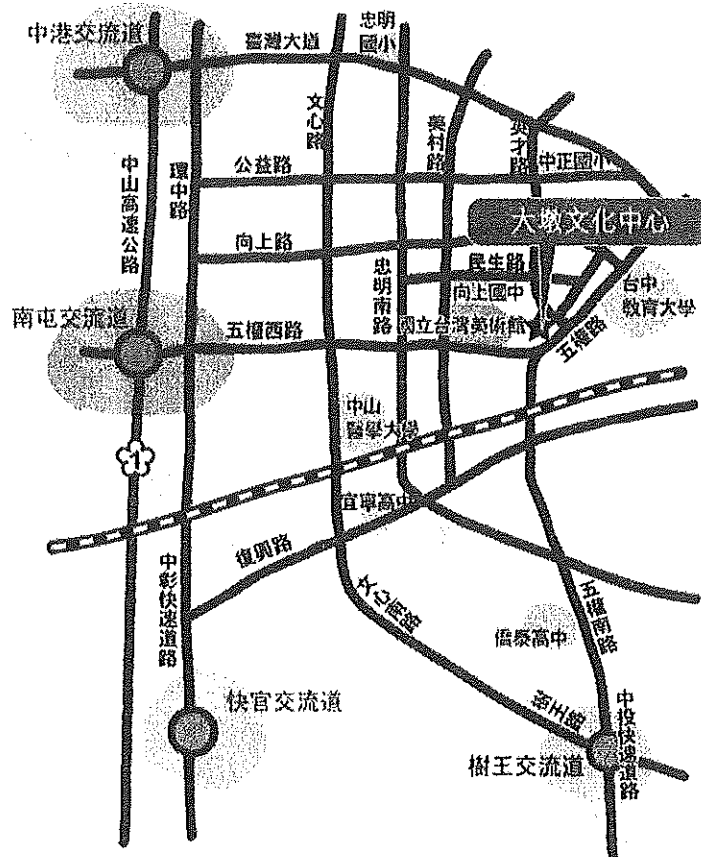 中港交流道
臺灣大道
忠明
國小
文心路
美村路
英才路
中正國小
公益路
環中路
中山高速公路
大墩文化中心
向上路
民生路
向上國中
忠明南路
台中
教育大學
南屯交流道
五權西路
國立台灣美術館
五權路
中山
醫學大學
1
宜寧高中
復興路
中彰快速道路
文心南路
五權南路
僑泰高中
快官交流道
樹王路
中投快速道路
樹王交流道